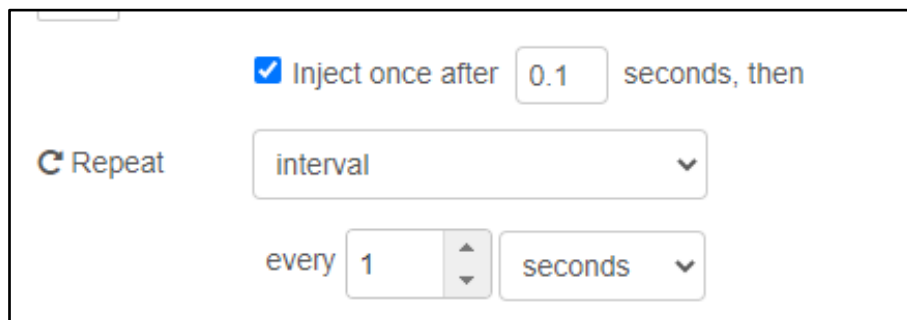 Inject once after 0.1 seconds, then
Repeat interval
every 1 seconds